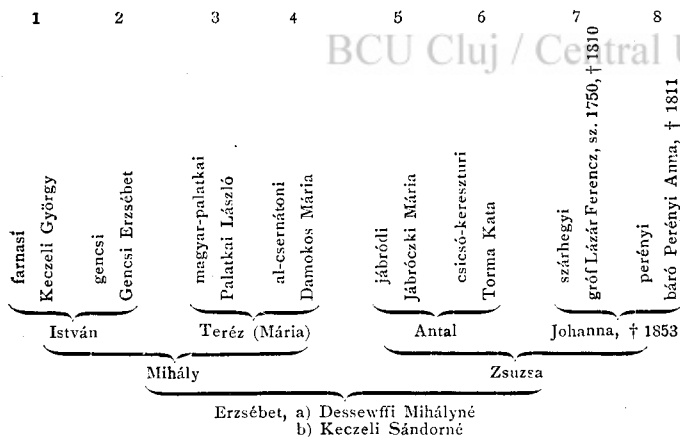 1 2 3 4 5 6 7 8
BCU Cluj / Central U
farnasi
Keczeli György
gencsi
Gencsi Erzsébet
magyar-palatkai
Palatkai László
al-csernátoni
Damokos Mária
jábródi
Jábróczki Mária
csicsó-kereszturi
Torma Kata
szárhegyi
gróf Lázár Ferencz, sz. 1750, † 1810
perényi
báró Perényi Anna, † 1811
István Teréz (Mária) Antal Johanna, † 1853
Mihály Zsuzsa
Erzsébet, a) Dessewffi Mihályné
b) Keczeli Sándorné